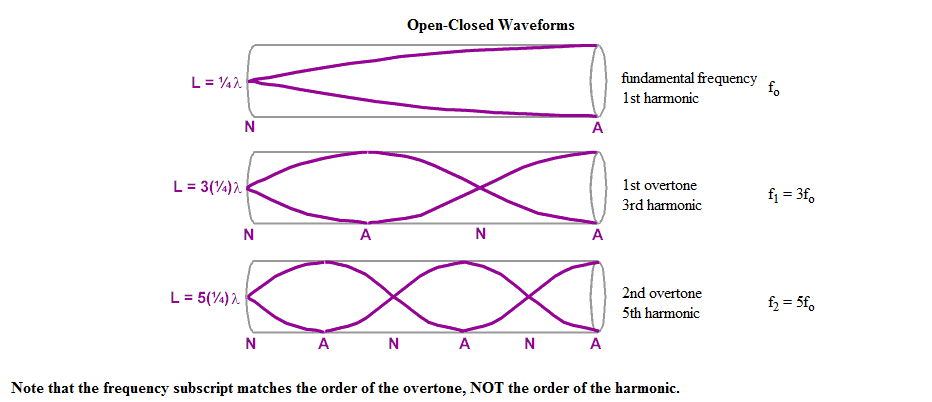 Open-Closed Waveforms
L = ¼λ
fundamental frequency
1st harmonic
fₒ
N A
L = 3(¼)λ
1st overtone
3rd harmonic
f₁ = 3fₒ
N A N A
L = 5(¼)λ
2nd overtone
5th harmonic
f₂ = 5fₒ
N A N A N A
Note that the frequency subscript matches the order of the overtone, NOT the order of the harmonic.